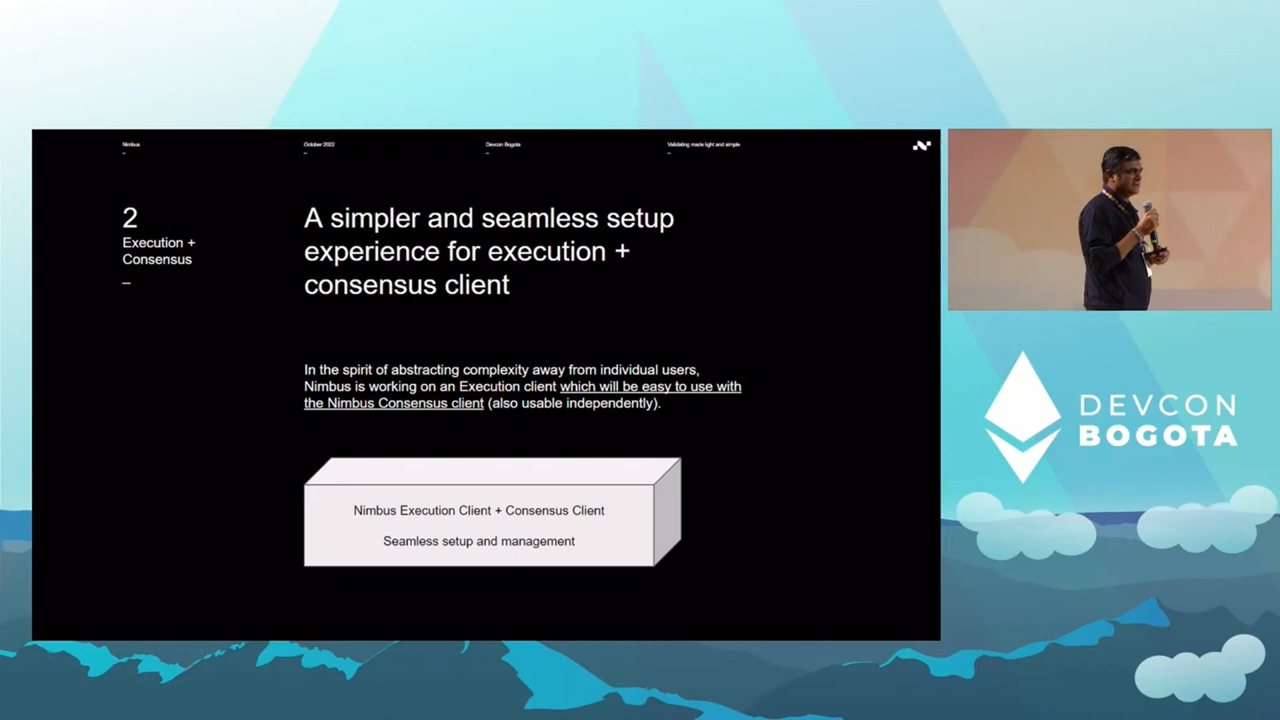 Nimbus
October 2022
Devcon Bogota
Validating made light and simple
2
Execution +
Consensus
A simpler and seamless setup
experience for execution +
consensus client
In the spirit of abstracting complexity away from individual users,
Nimbus is working on an Execution client which will be easy to use with
the Nimbus Consensus client (also usable independently).
Nimbus Execution Client + Consensus Client
Seamless setup and management
DEVCON
BOGOTA